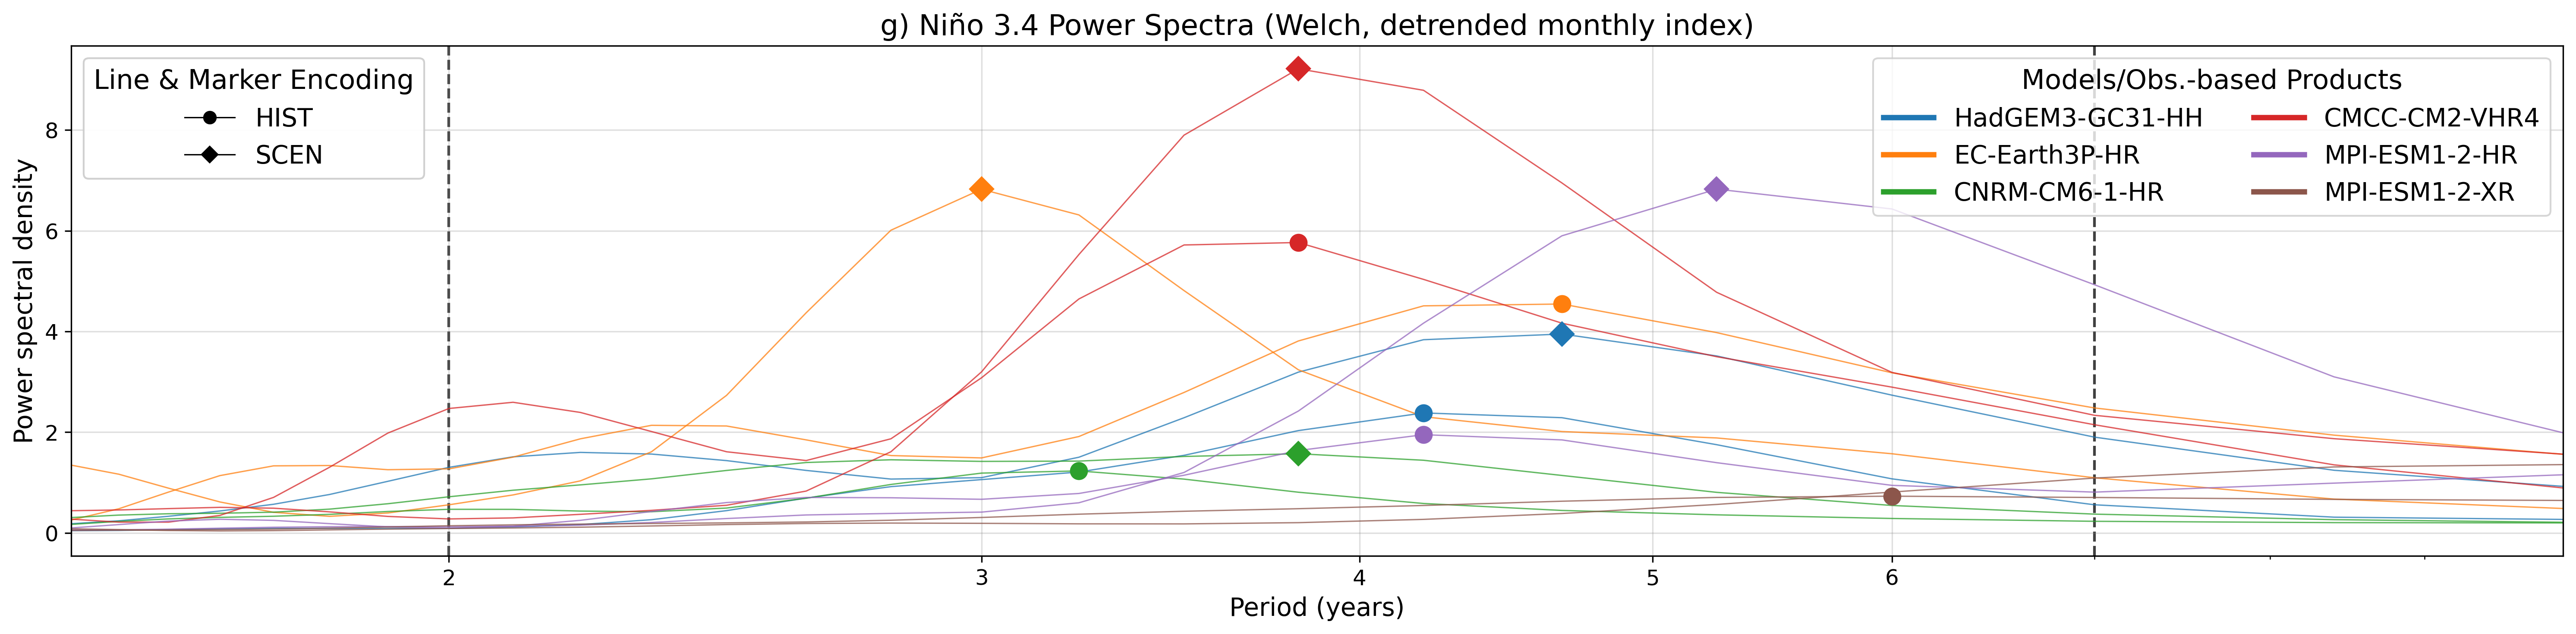 g) Niño 3.4 Power Spectra (Welch, detrended monthly index)
Line & Marker Encoding
HIST
SCEN
Models/Obs.-based Products
HadGEM3-GC31-HH
EC-Earth3P-HR
CNRM-CM6-1-HR
CMCC-CM2-VHR4
MPI-ESM1-2-HR
MPI-ESM1-2-XR
Power spectral density
8
6
4
2
0
2 3 4 5 6
Period (years)